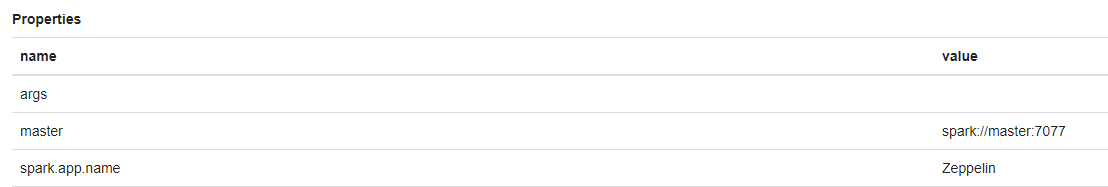 Properties
name value
args
master spark://master:7077
spark.app.name Zeppelin